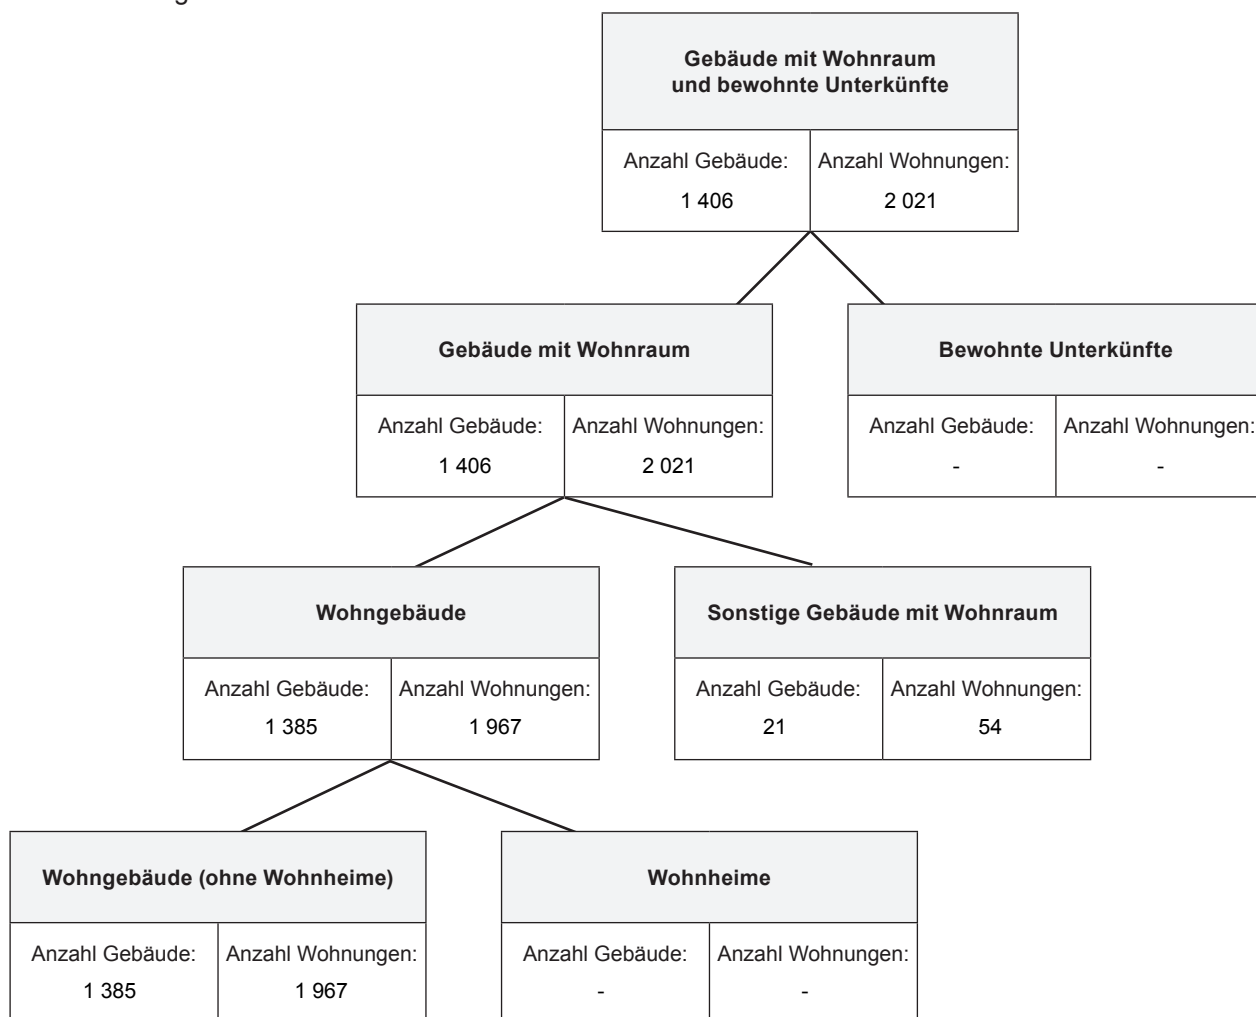 Gebäude mit Wohnraum
und bewohnte Unterkünfte
Anzahl Gebäude: Anzahl Wohnungen:
1 406 2 021
Gebäude mit Wohnraum
Anzahl Gebäude: Anzahl Wohnungen:
1 406 2 021
Bewohnte Unterkünfte
Anzahl Gebäude: Anzahl Wohnungen:
- -
Wohngebäude
Anzahl Gebäude: Anzahl Wohnungen:
1 385 1 967
Sonstige Gebäude mit Wohnraum
Anzahl Gebäude: Anzahl Wohnungen:
21 54
Wohngebäude (ohne Wohnheime)
Anzahl Gebäude: Anzahl Wohnungen:
1 385 1 967
Wohnheime
Anzahl Gebäude: Anzahl Wohnungen:
- -